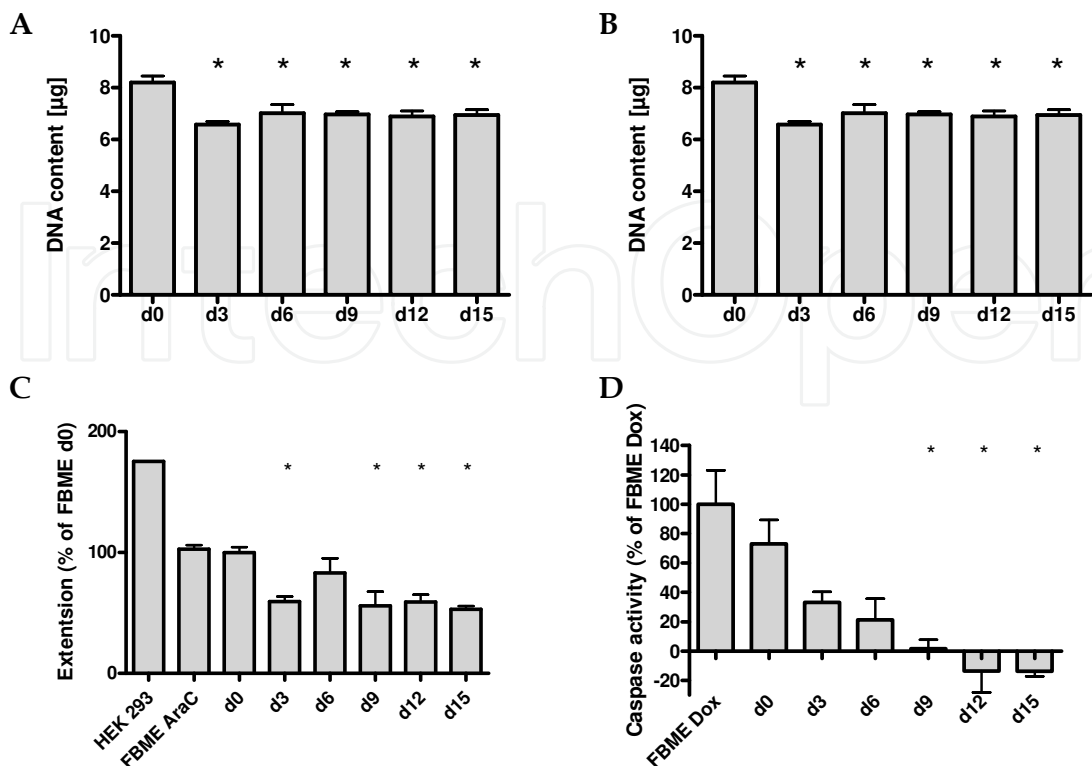 A
DNA content [µg]
10
8
6
4
2
0
* * * * *
d0 d3 d6 d9 d12 d15
B
DNA content [µg]
10
8
6
4
2
0
* * * * *
d0 d3 d6 d9 d12 d15
IntechOpen
C
Extentsion (% of FBME d0)
200
100
0
* * * *
HEK 293 FBME AraC d0 d3 d6 d9 d12 d15
D
Caspase activity (% of FBME Dox)
140
120
100
80
60
40
20
0
-20
* * *
FBME Dox d0 d3 d6 d9 d12 d15